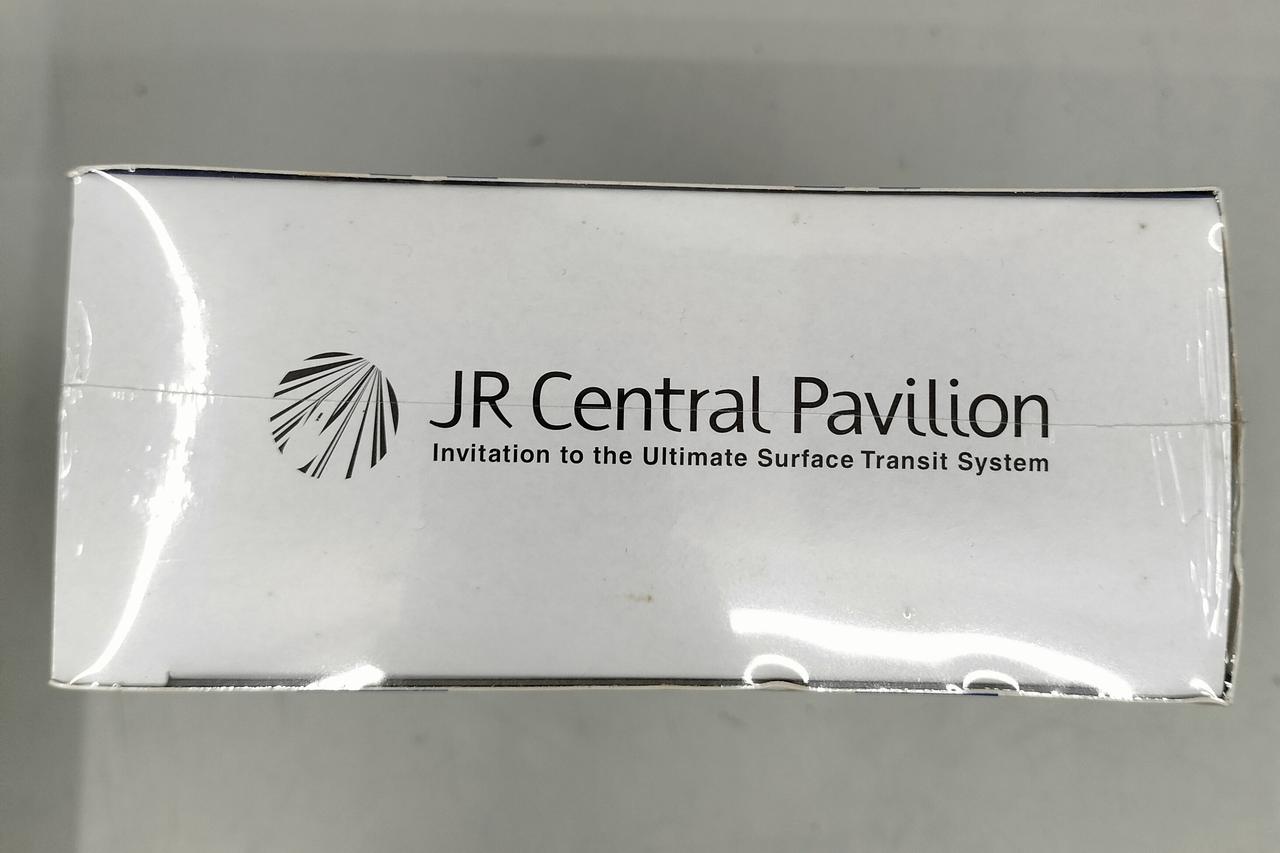 JR Central Pavilion
Invitation to the Ultimate Surface Transit System